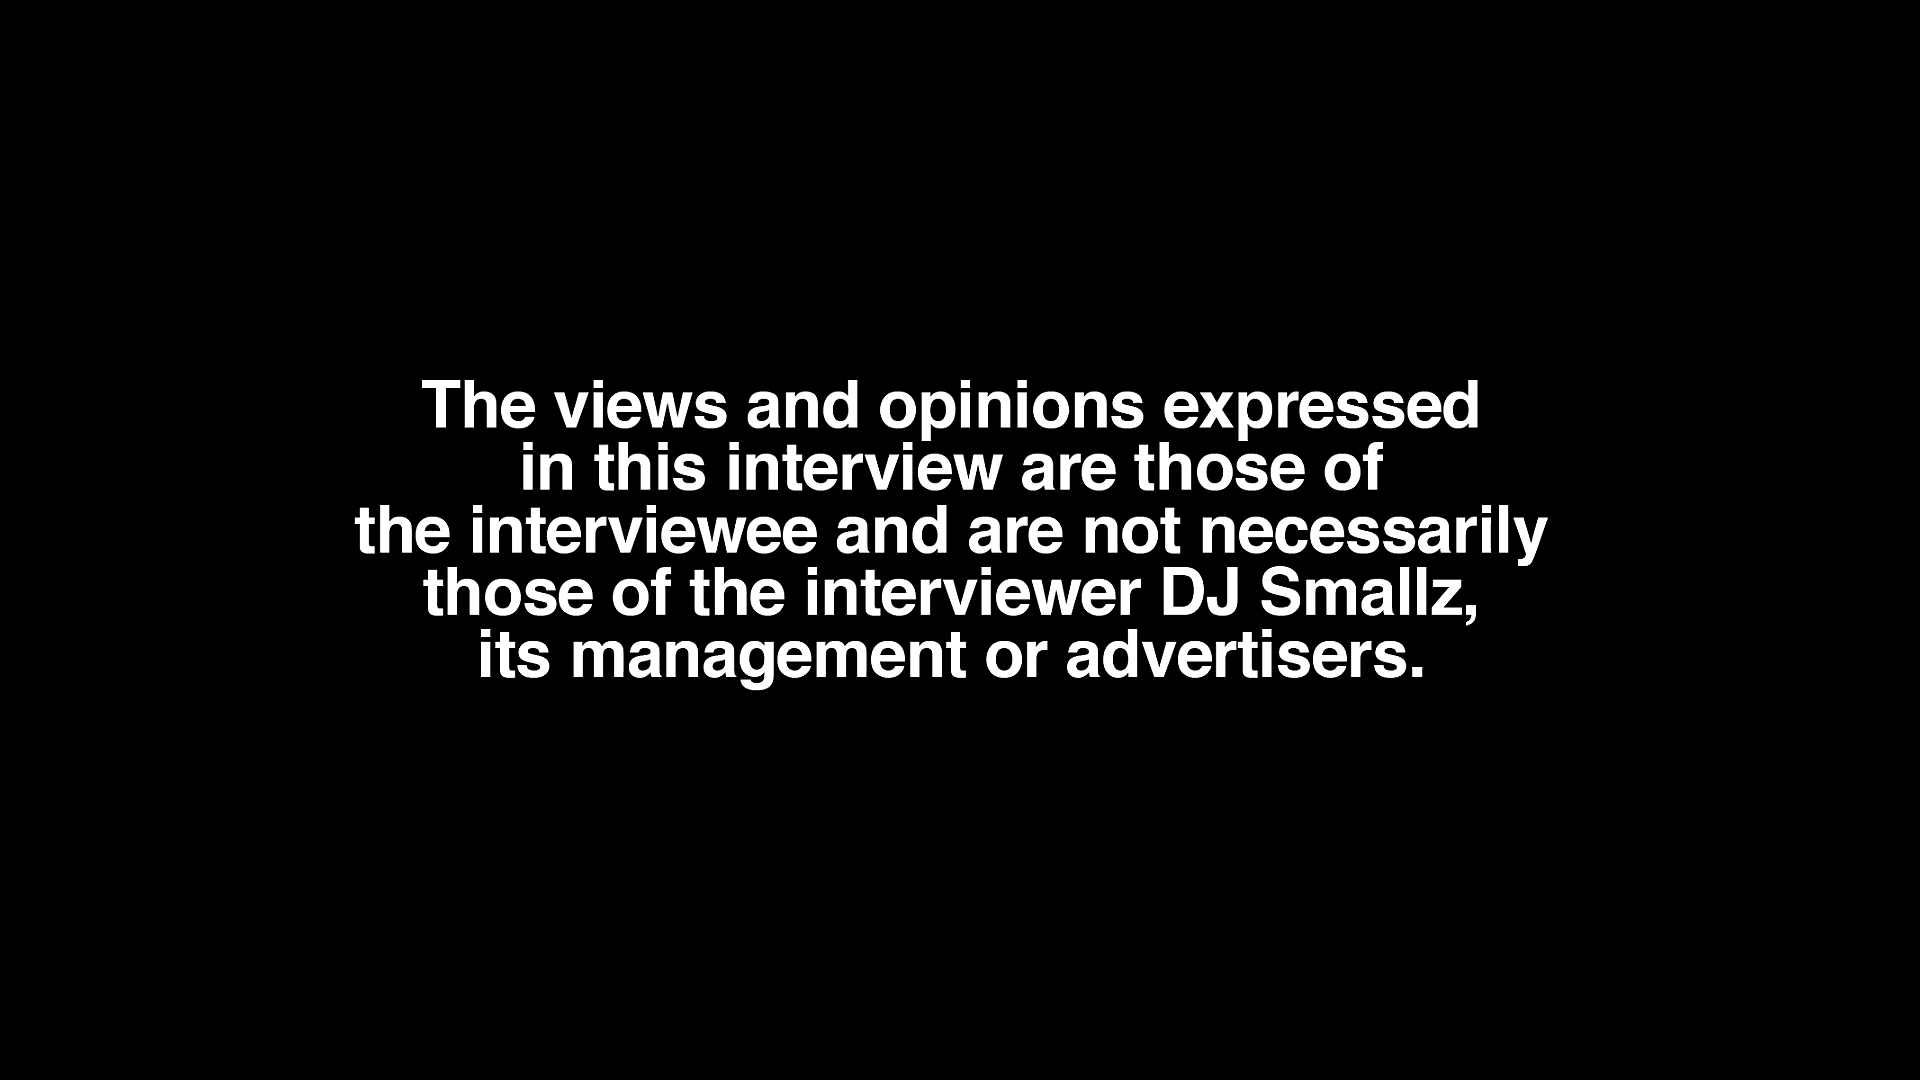 The views and opinions expressed
in this interview are those of
the interviewee and are not necessarily
those of the interviewer DJ Smallz,
its management or advertisers.